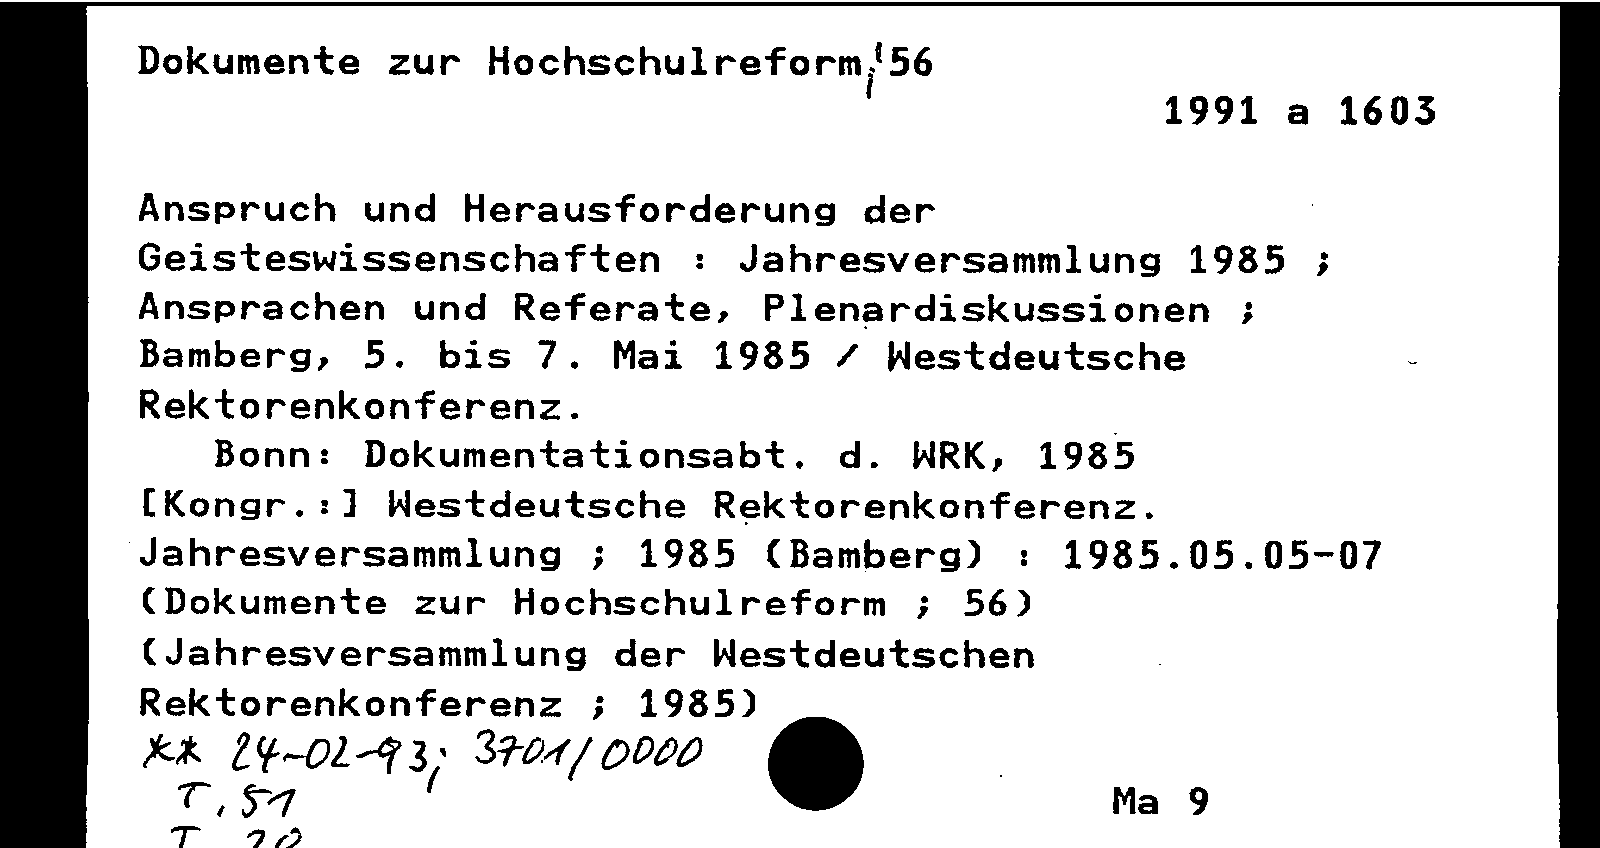 Dokumente zur Hochschulreform;'56
1991 a 1603
Anspruch und Herausforderung der
Geisteswissenschaften : Jahresversammlung 1985 ;
Ansprachen und Referate, Plenardiskussionen ;
Bamberg, 5. bis 7. Mai 1985 / Westdeutsche
Rektorenkonferenz.
Bonn: Dokumentationsabt. d. WRK, 1985
[Kongr.:] Westdeutsche Rektorenkonferenz.
Jahresversammlung ; 1985 (Bamberg) : 1985.05.05-07
(Dokumente zur Hochschulreform ; 56)
(Jahresversammlung der Westdeutschen
Rektorenkonferenz ; 1985)
** 24-02-93; 3701/0000
T. 51
Ma 9